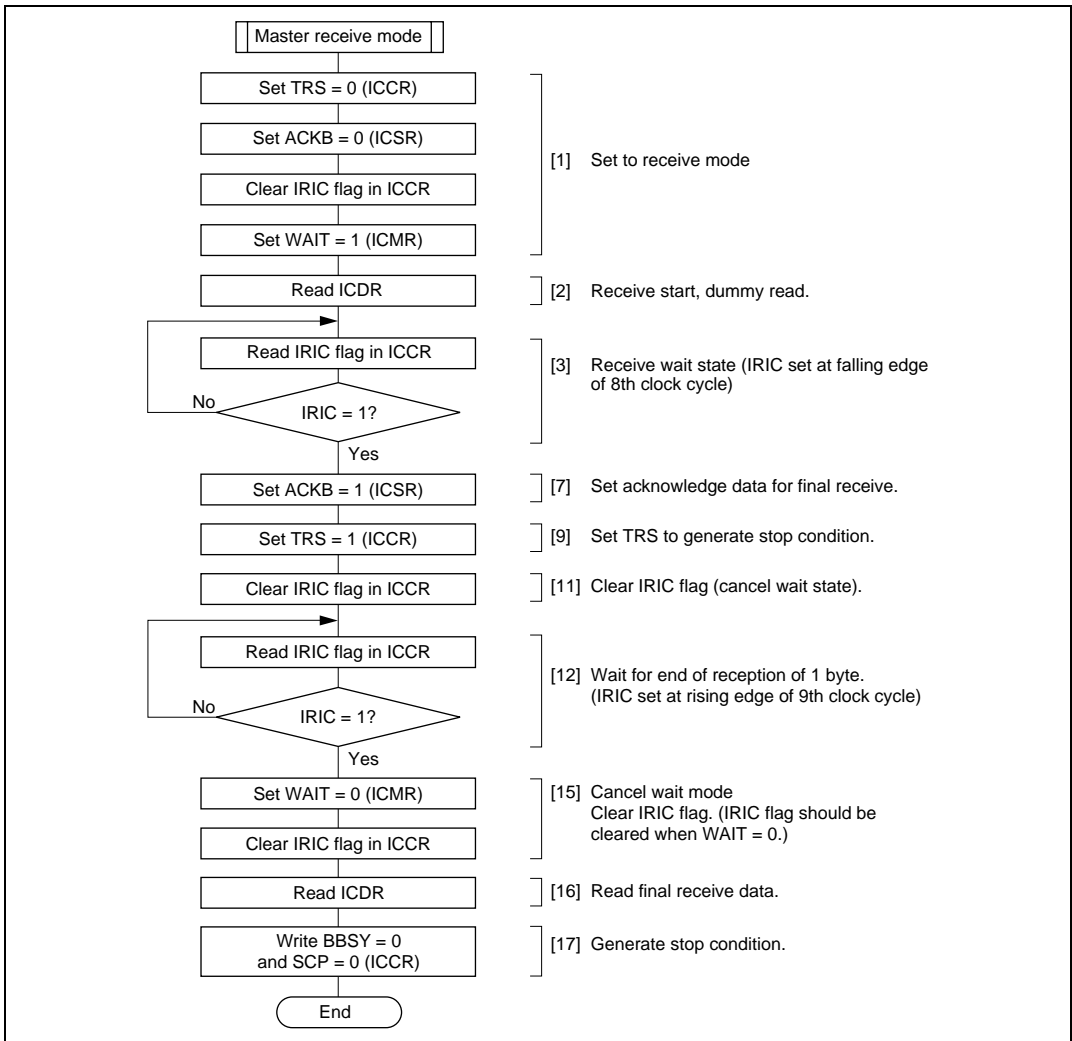 Master receive mode
Set TRS = 0 (ICCR)
Set ACKB = 0 (ICSR)
[1] Set to receive mode
Clear IRIC flag in ICCR
Set WAIT = 1 (ICMR)
Read ICDR
[2] Receive start, dummy read.
Read IRIC flag in ICCR
[3] Receive wait state (IRIC set at falling edge
of 8th clock cycle)
No
IRIC = 1?
Yes
Set ACKB = 1 (ICSR)
[7] Set acknowledge data for final receive.
Set TRS = 1 (ICCR)
[9] Set TRS to generate stop condition.
Clear IRIC flag in ICCR
[11] Clear IRIC flag (cancel wait state).
Read IRIC flag in ICCR
[12] Wait for end of reception of 1 byte.
(IRIC set at rising edge of 9th clock cycle)
No
IRIC = 1?
Yes
Set WAIT = 0 (ICMR)
[15] Cancel wait mode
Clear IRIC flag. (IRIC flag should be
cleared when WAIT = 0.)
Clear IRIC flag in ICCR
Read ICDR
[16] Read final receive data.
Write BBSY = 0
and SCP = 0 (ICCR)
[17] Generate stop condition.
End